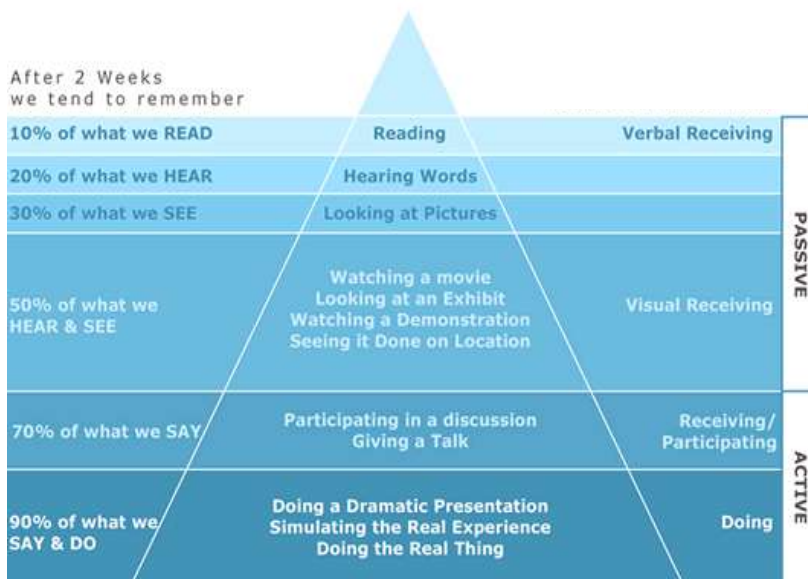 After 2 Weeks
we tend to remember
10% of what we READ
Reading
Verbal Receiving
20% of what we HEAR
Hearing Words
30% of what we SEE
Looking at Pictures
50% of what we
HEAR & SEE
Watching a movie
Looking at an Exhibit
Watching a Demonstration
Seeing it Done on Location
Visual Receiving
PASSIVE
70% of what we SAY
Participating in a discussion
Giving a Talk
Receiving/
Participating
90% of what we
SAY & DO
Doing a Dramatic Presentation
Simulating the Real Experience
Doing the Real Thing
Doing
ACTIVE